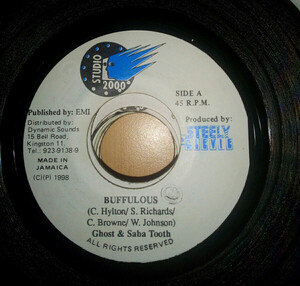 STUDIO
2000
SIDE A
45 R.P.M.
Published by: EMI
Distributed by:
Dynamic Sounds
15 Bell Road,
Kingston 11,
Tel: 923-9138-9
Produced by:
STEELY
& CLEVIE
MADE IN
JAMAICA
(C)(P) 1998
BUFFULOUS
(C. Hylton/ S. Richards/
C. Browne/ W. Johnson)
Ghost & Saba Tooth
ALL RIGHTS RESERVED